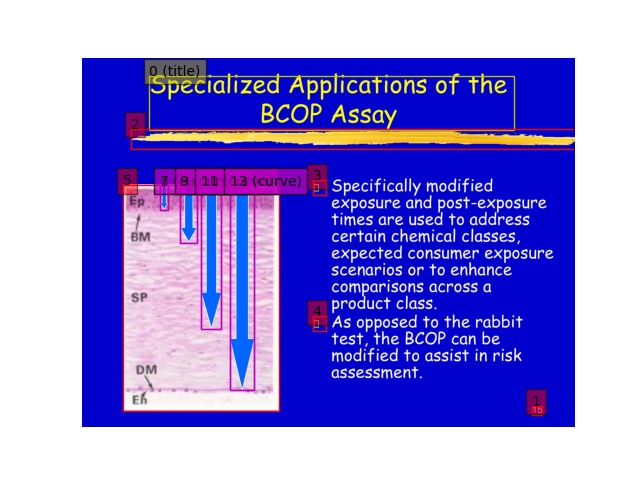 0 (title)
Specialized Applications of the
BCOP Assay
2
5
7
9
11
13 (curve)
3
Specifically modified
exposure and post-exposure
times are used to address
certain chemical classes,
expected consumer exposure
scenarios or to enhance
comparisons across a
product class.
4
As opposed to the rabbit
test, the BCOP can be
modified to assist in risk
assessment.
Ep
BM
SP
DM
En
1
15